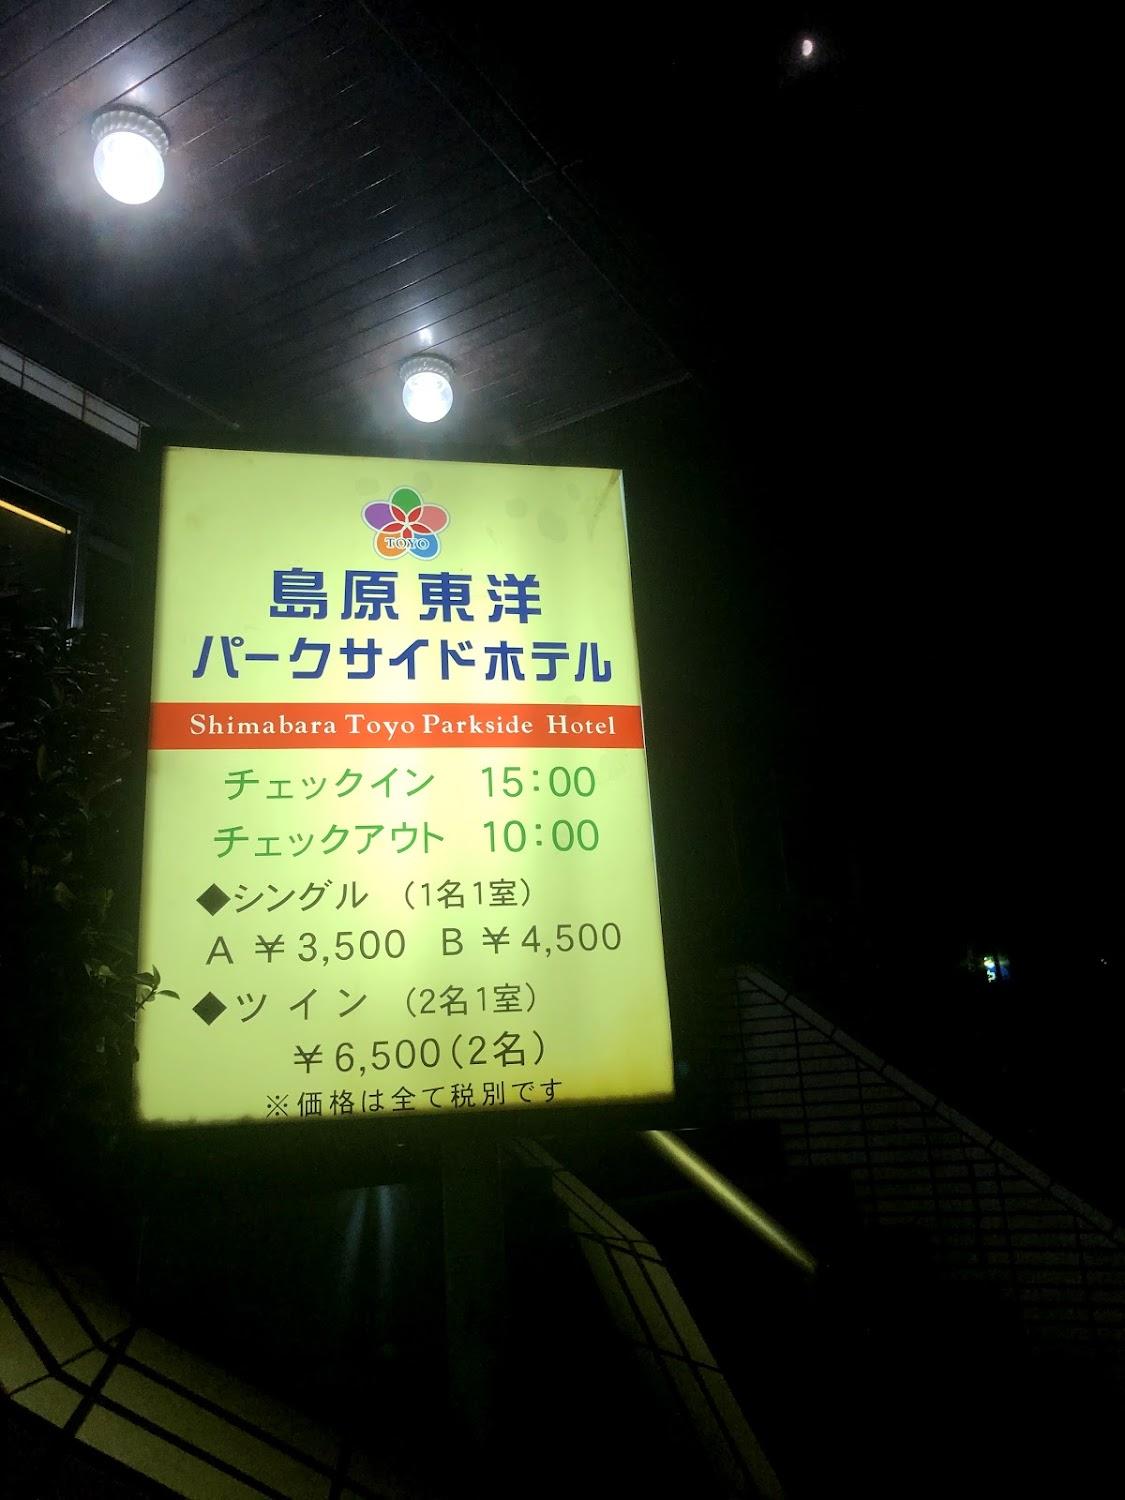 TOYO
島原東洋
パークサイドホテル
Shimabara Toyo Parkside Hotel
チェックイン 15:00
チェックアウト 10:00
◆シングル (1名1室)
A ¥3,500 B ¥4,500
◆ツイン (2名1室)
¥6,500(2名)
※価格は全て税別です